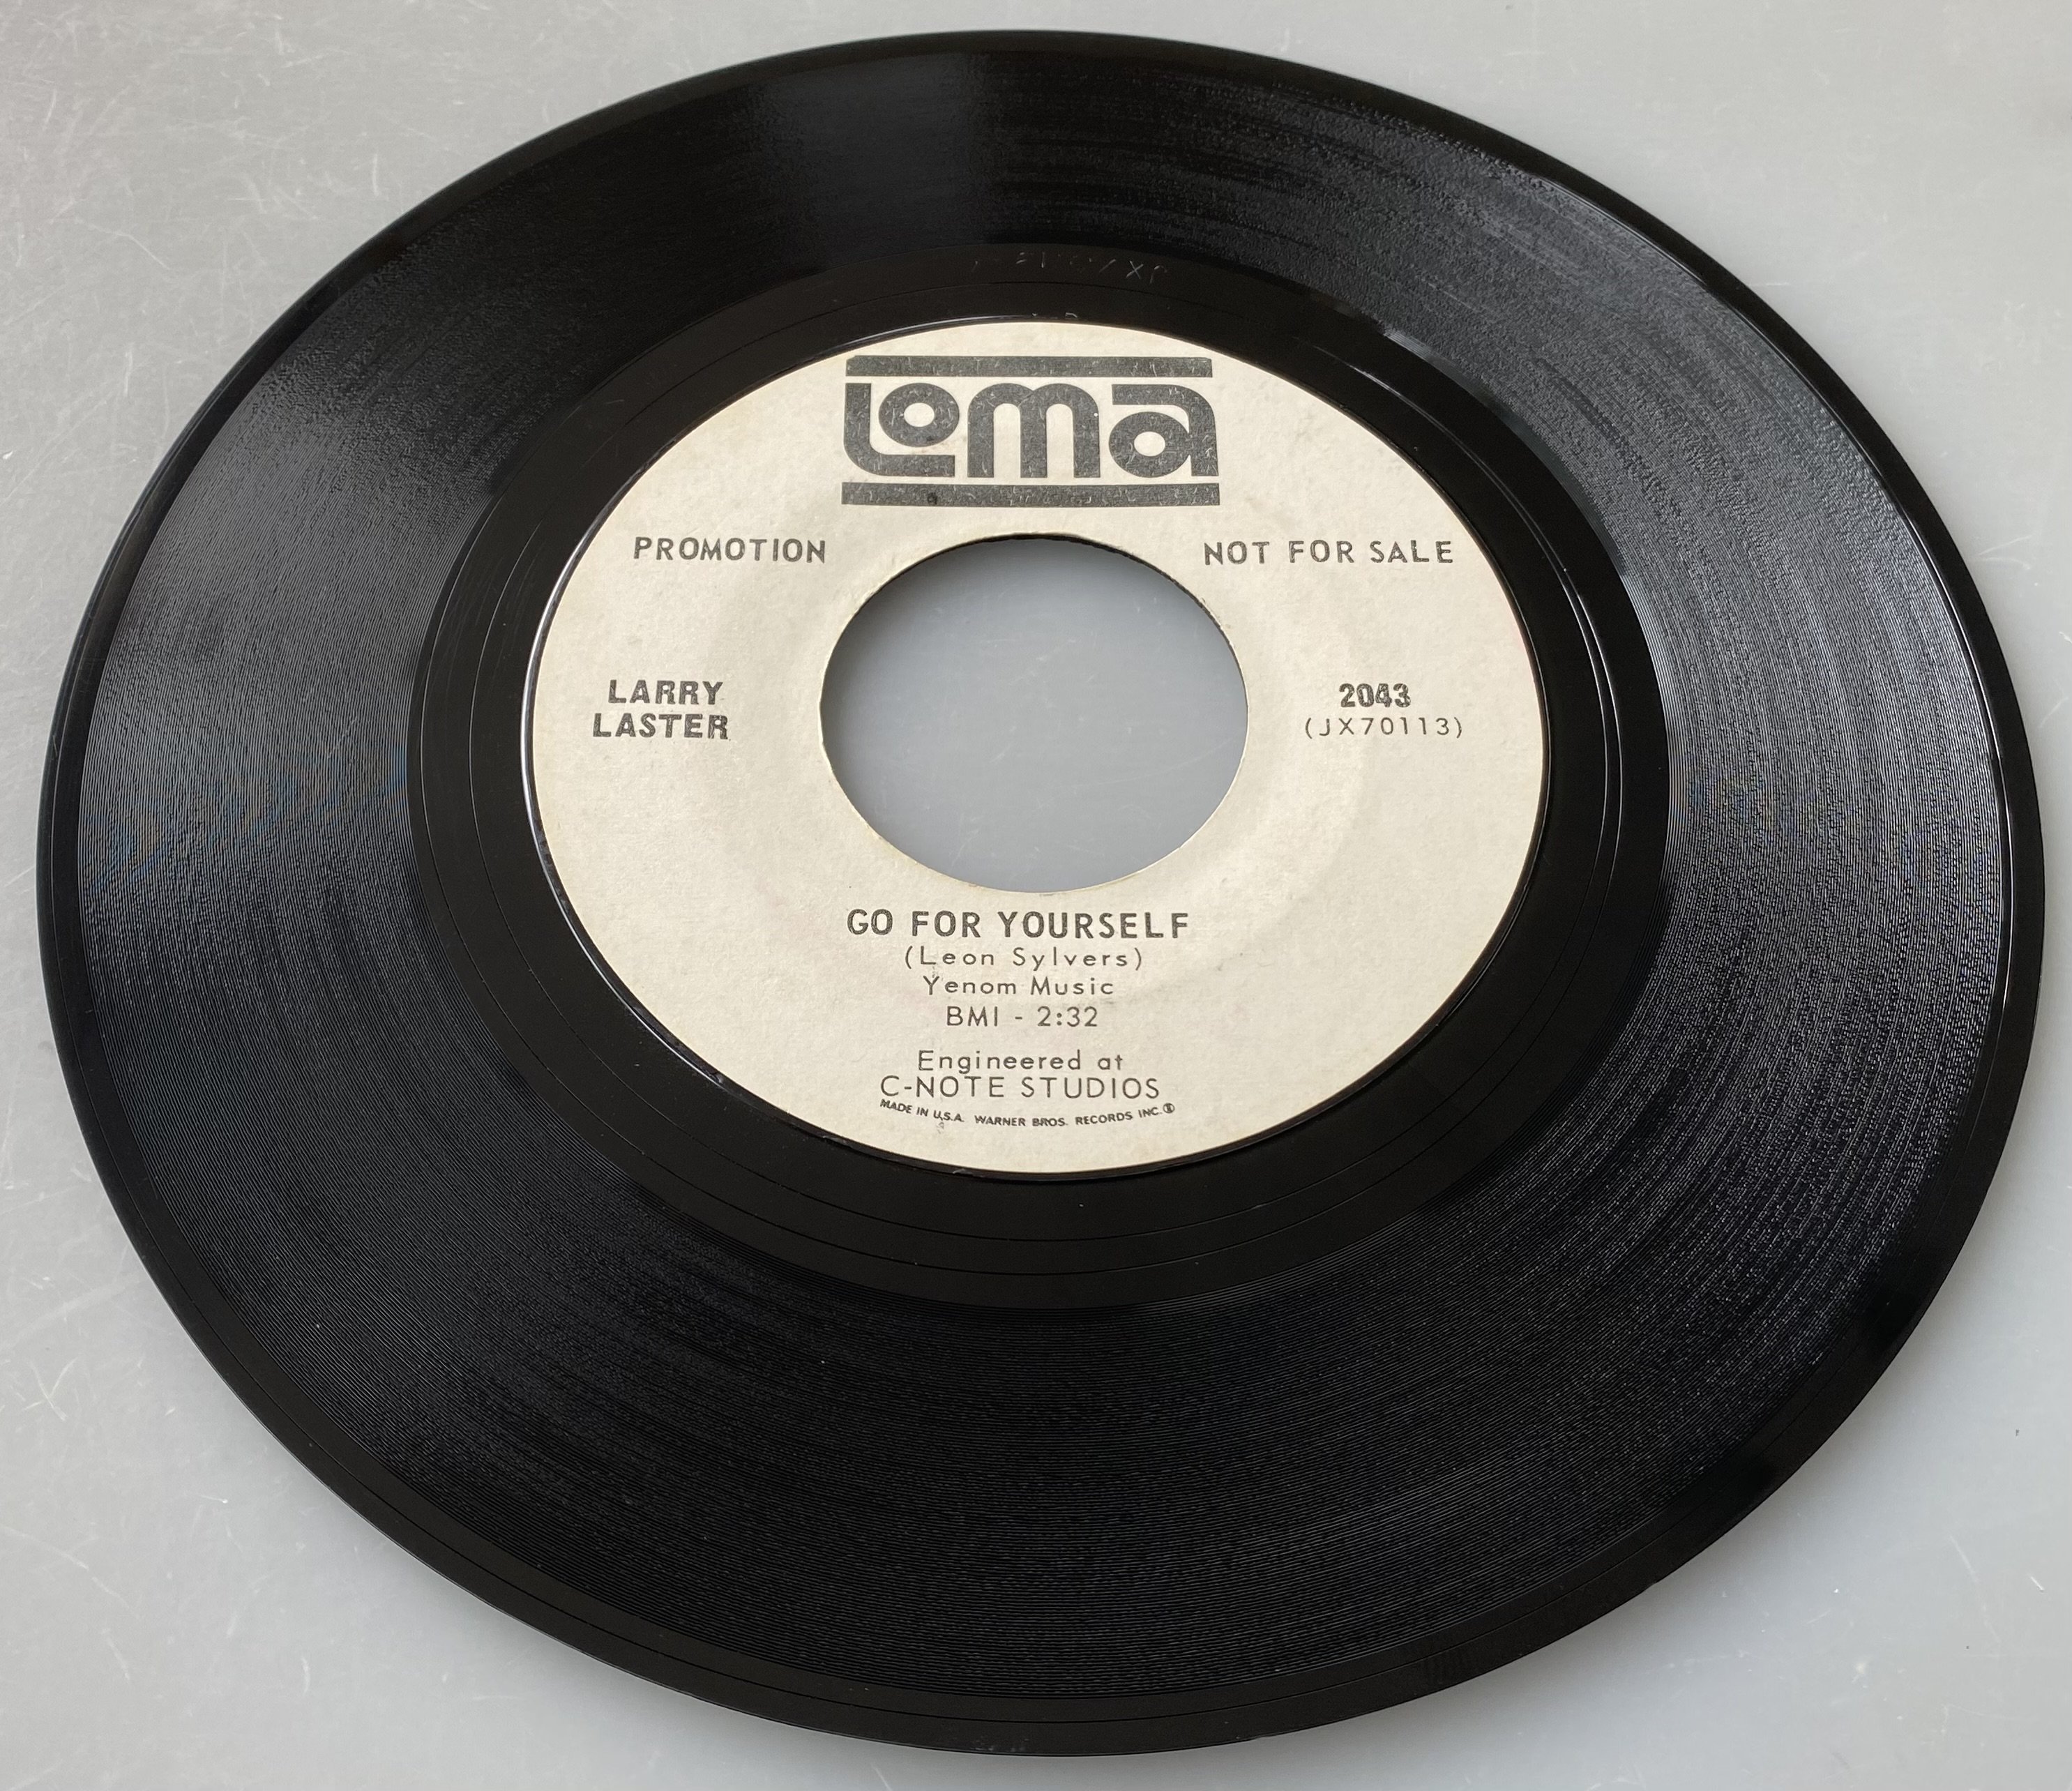 Loma
PROMOTION
NOT FOR SALE
LARRY
LASTER
2043
(JX70113)
GO FOR YOURSELF
(Leon Sylvers)
Yenom Music
BMI - 2:32
Engineered at
C-NOTE STUDIOS
MADE IN U.S.A. WARNER BROS. RECORDS INC.